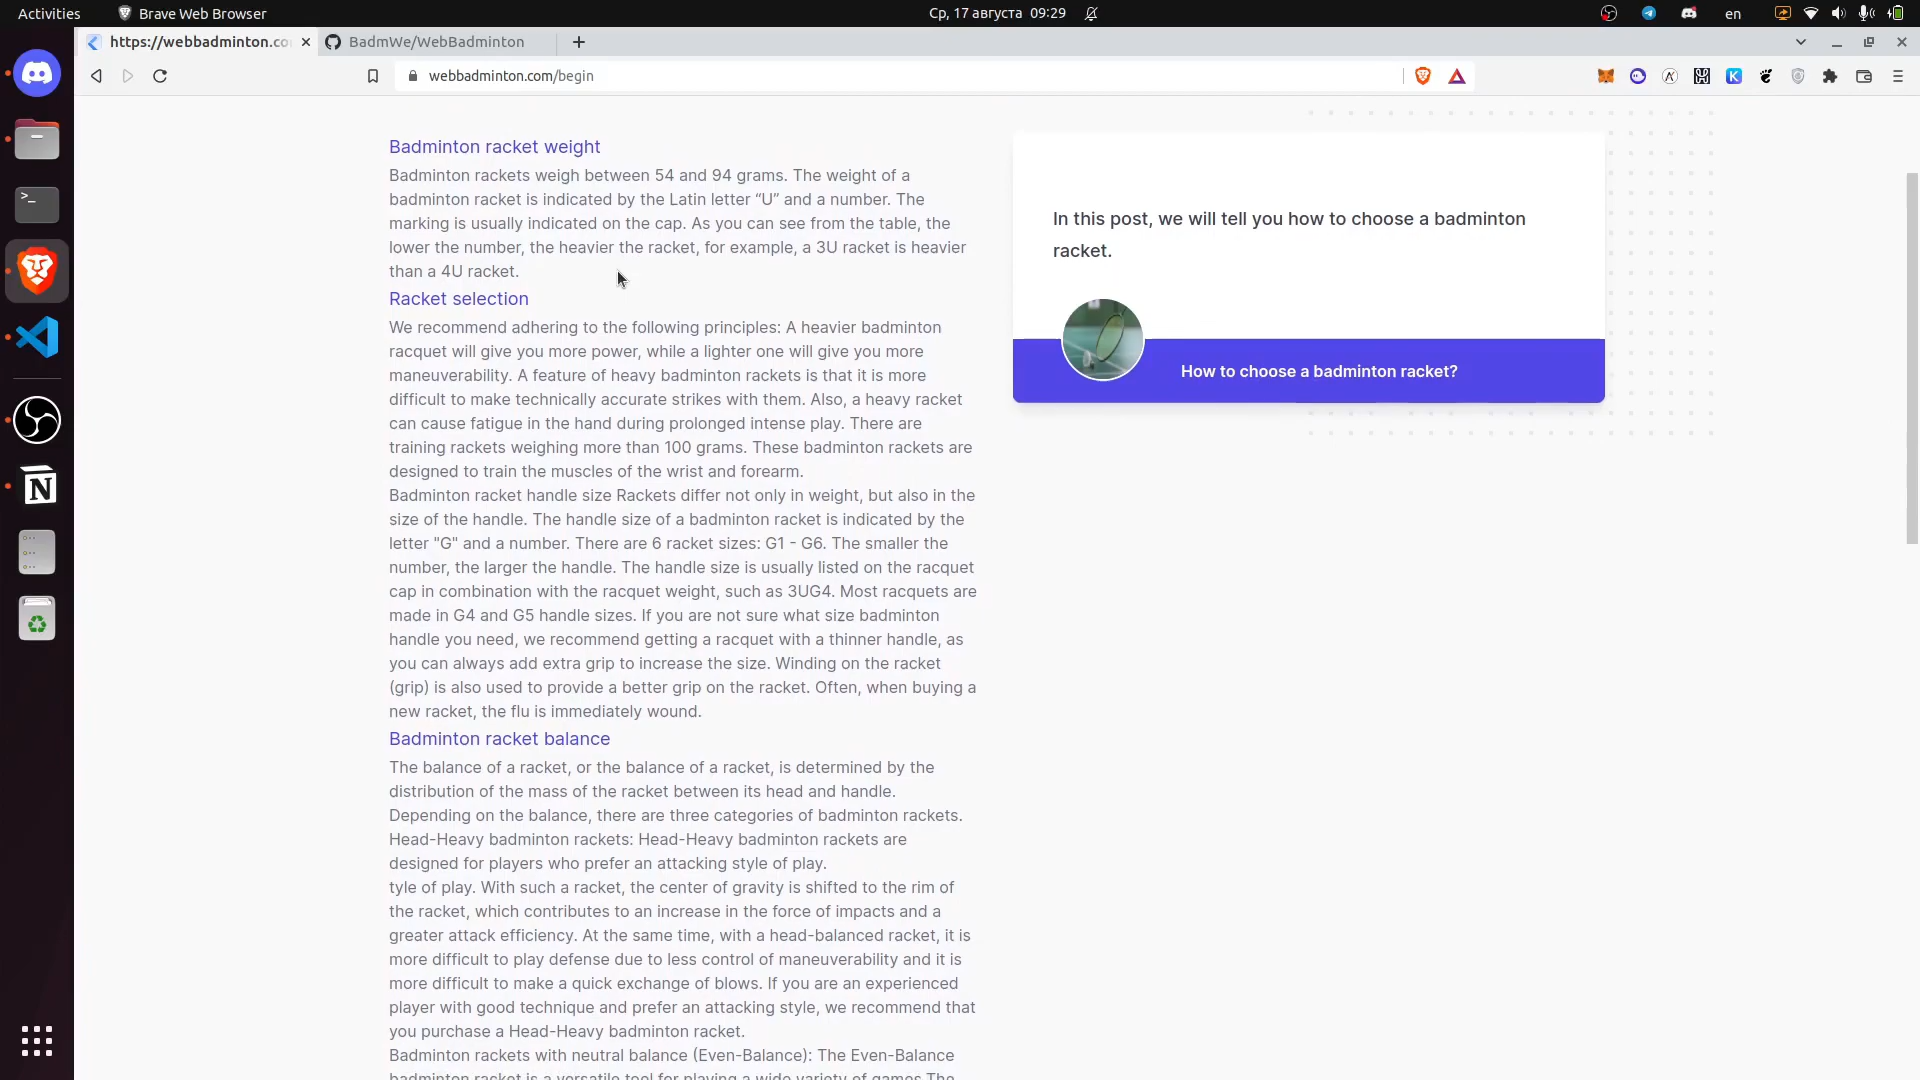 Activities
Brave Web Browser
Ср, 17 августа 09:29
en
https://webbadminton.co
BadmWe/WebBadminton
webbadminton.com/begin
Badminton racket weight
Badminton rackets weigh between 54 and 94 grams. The weight of a
badminton racket is indicated by the Latin letter “U” and a number. The
marking is usually indicated on the cap. As you can see from the table, the
lower the number, the heavier the racket, for example, a 3U racket is heavier
than a 4U racket.
Racket selection
We recommend adhering to the following principles: A heavier badminton
racquet will give you more power, while a lighter one will give you more
maneuverability. A feature of heavy badminton rackets is that it is more
difficult to make technically accurate strikes with them. Also, a heavy racket
can cause fatigue in the hand during prolonged intense play. There are
training rackets weighing more than 100 grams. These badminton rackets are
designed to train the muscles of the wrist and forearm.
Badminton racket handle size Rackets differ not only in weight, but also in the
size of the handle. The handle size of a badminton racket is indicated by the
letter "G" and a number. There are 6 racket sizes: G1 - G6. The smaller the
number, the larger the handle. The handle size is usually listed on the racquet
cap in combination with the racquet weight, such as 3UG4. Most racquets are
made in G4 and G5 handle sizes. If you are not sure what size badminton
handle you need, we recommend getting a racquet with a thinner handle, as
you can always add extra grip to increase the size. Winding on the racket
(grip) is also used to provide a better grip on the racket. Often, when buying a
new racket, the flu is immediately wound.
Badminton racket balance
The balance of a racket, or the balance of a racket, is determined by the
distribution of the mass of the racket between its head and handle.
Depending on the balance, there are three categories of badminton rackets.
Head-Heavy badminton rackets: Head-Heavy badminton rackets are
designed for players who prefer an attacking style of play.
tyle of play. With such a racket, the center of gravity is shifted to the rim of
the racket, which contributes to an increase in the force of impacts and a
greater attack efficiency. At the same time, with a head-balanced racket, it is
more difficult to play defense due to less control of maneuverability and it is
more difficult to make a quick exchange of blows. If you are an experienced
player with good technique and prefer an attacking style, we recommend that
you purchase a Head-Heavy badminton racket.
Badminton rackets with neutral balance (Even-Balance): The Even-Balance
badminton racket is a versatile tool for playing a wide variety of games The
In this post, we will tell you how to choose a badminton
racket.
How to choose a badminton racket?